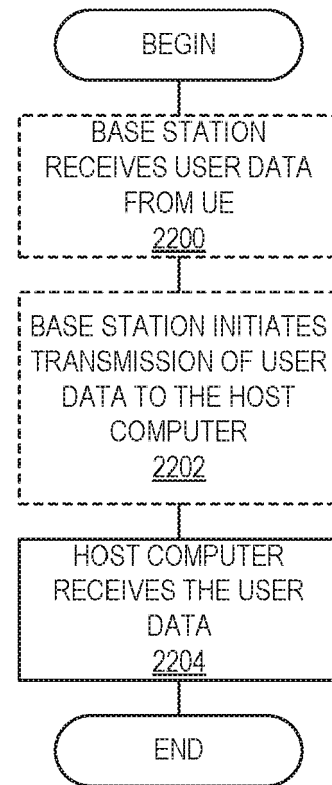 BEGIN
BASE STATION
RECEIVES USER DATA
FROM UE
2200
BASE STATION INITIATES
TRANSMISSION OF USER
DATA TO THE HOST
COMPUTER
2202
HOST COMPUTER
RECEIVES THE USER
DATA
2204
END